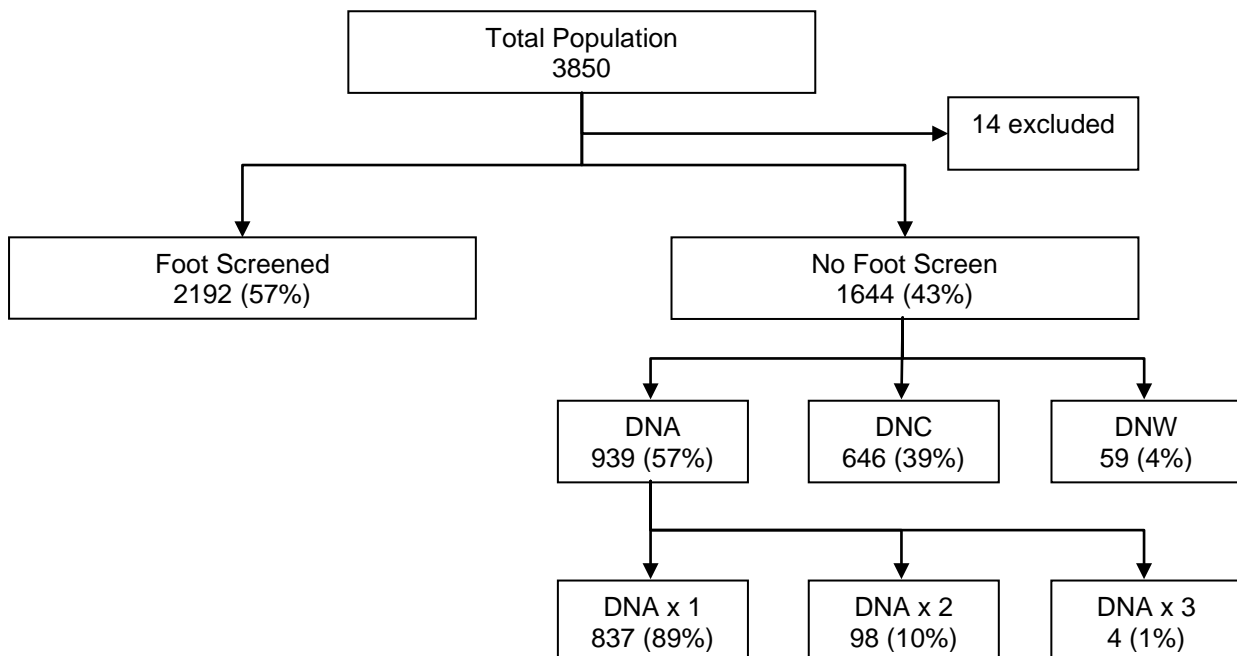 Total Population
3850
14 excluded
Foot Screened
2192 (57%)
No Foot Screen
1644 (43%)
DNA
939 (57%)
DNC
646 (39%)
DNW
59 (4%)
DNA x 1
837 (89%)
DNA x 2
98 (10%)
DNA x 3
4 (1%)